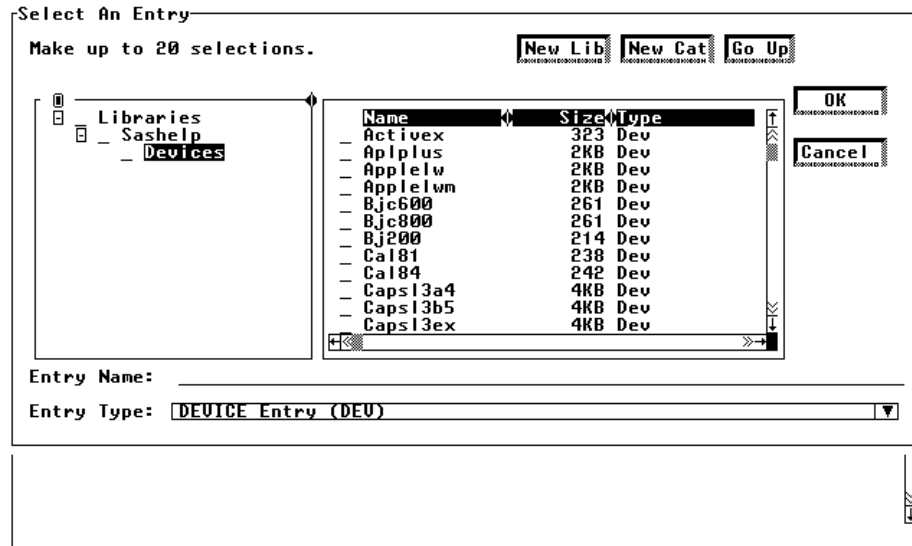 Select An Entry
Make up to 20 selections.
New Lib New Cat Go Up
OK
Cancel
Libraries
Sashelp
Devices
Name Size Type
Activex 323 Dev
Aplplus 2KB Dev
Applelw 2KB Dev
Applelwm 2KB Dev
Bjc600 261 Dev
Bjc800 261 Dev
Bj200 214 Dev
Cal81 238 Dev
Cal84 242 Dev
Capsl3a4 4KB Dev
Capsl3b5 4KB Dev
Capsl3ex 4KB Dev
Entry Name:
Entry Type: DEVICE Entry (DEV)